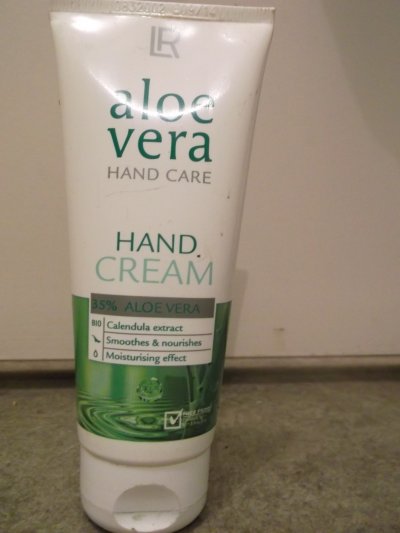 LR
aloe
vera
HAND CARE
HAND
CREAM
35% ALOE VERA
BIO Calendula extract
Smoothes & nourishes
Moisturising effect